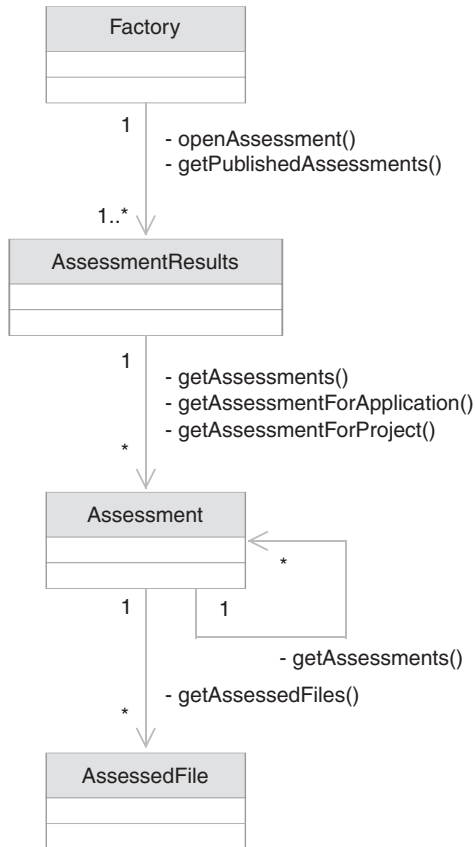 Factory
1
- openAssessment()
- getPublishedAssessments()
1..*
AssessmentResults
1
- getAssessments()
- getAssessmentForApplication()
- getAssessmentForProject()
*
Assessment
*
1
1
- getAssessments()
- getAssessedFiles()
*
AssessedFile